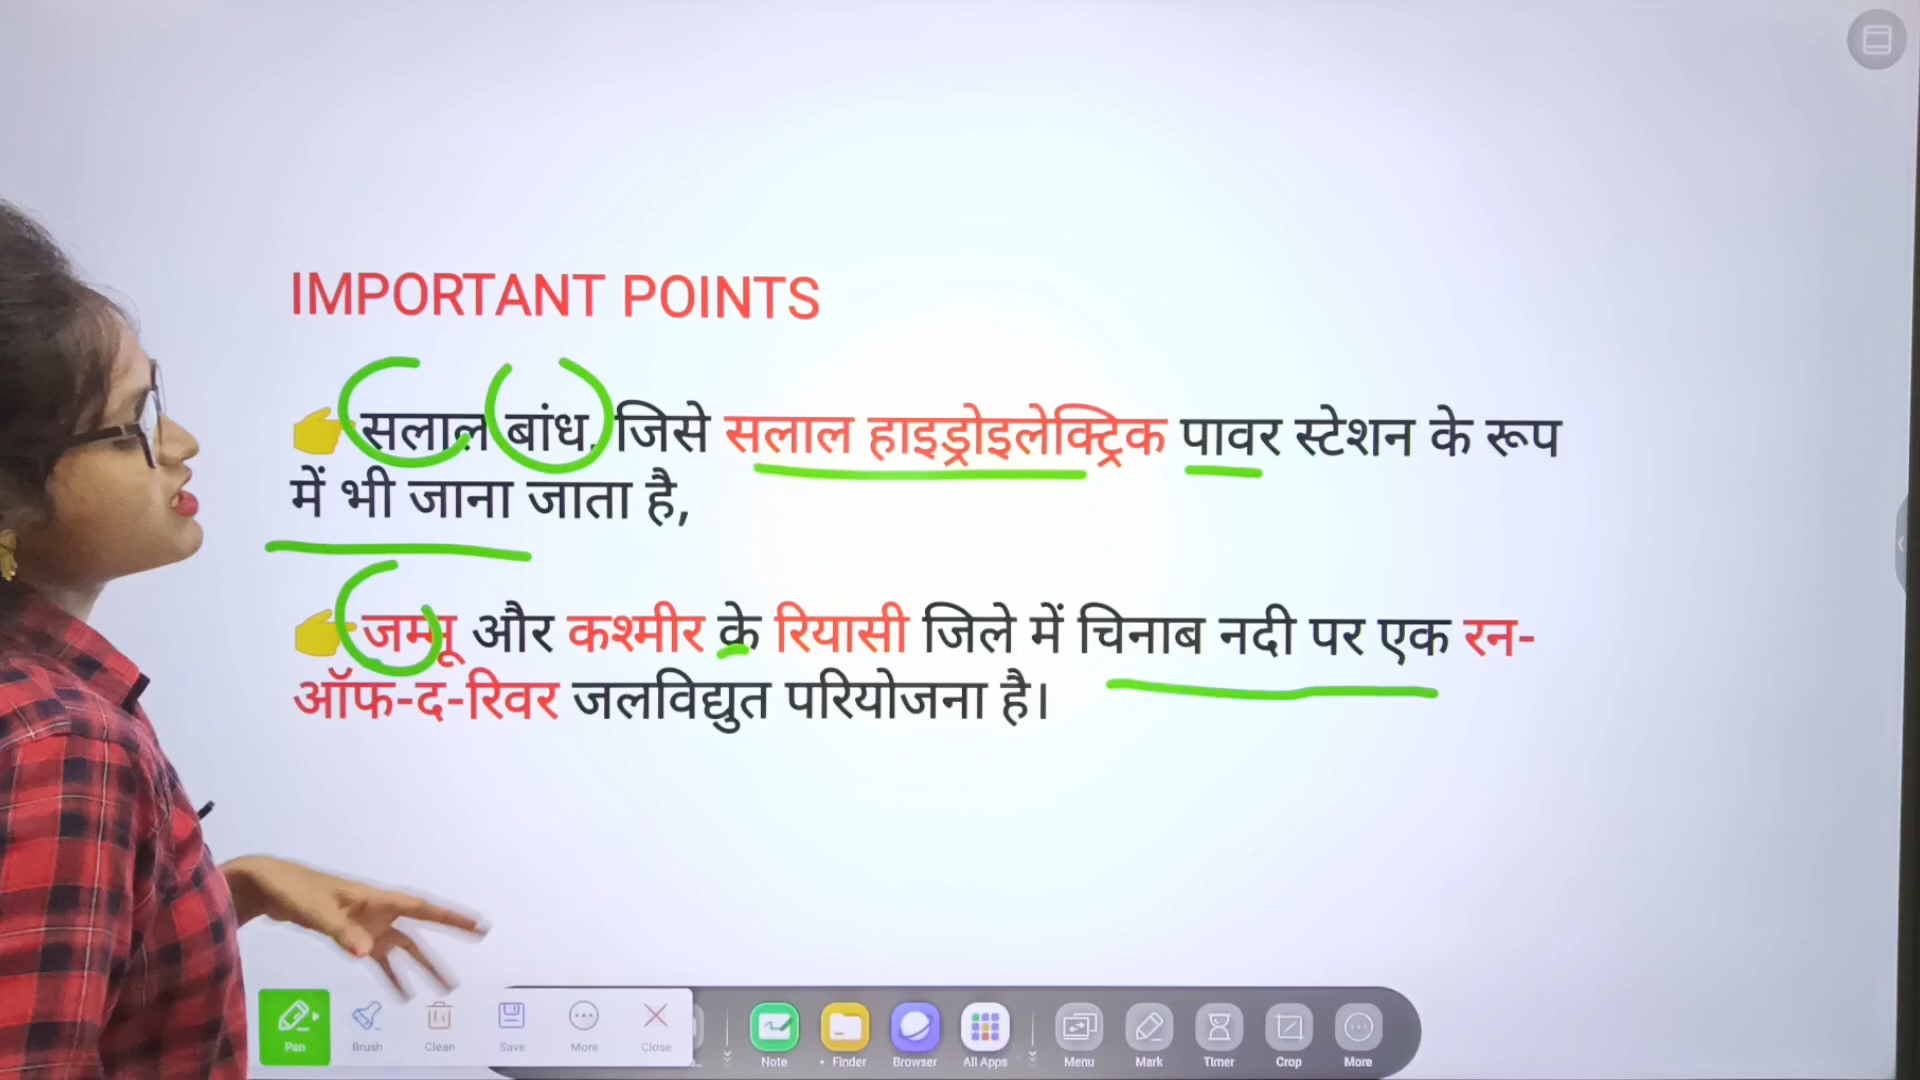 IMPORTANT POINTS
👉सलाल बांध, जिसे सलाल हाइड्रोइलेक्ट्रिक पावर स्टेशन के रूप
में भी जाना जाता है,
👉जम्मू और कश्मीर के रियासी जिले में चिनाब नदी पर एक रन-
ऑफ-द-रिवर जलविद्युत परियोजना है।
Pen Brush Clean Save More Close Note Finder Browser All Apps Menu Mark Timer Crop More